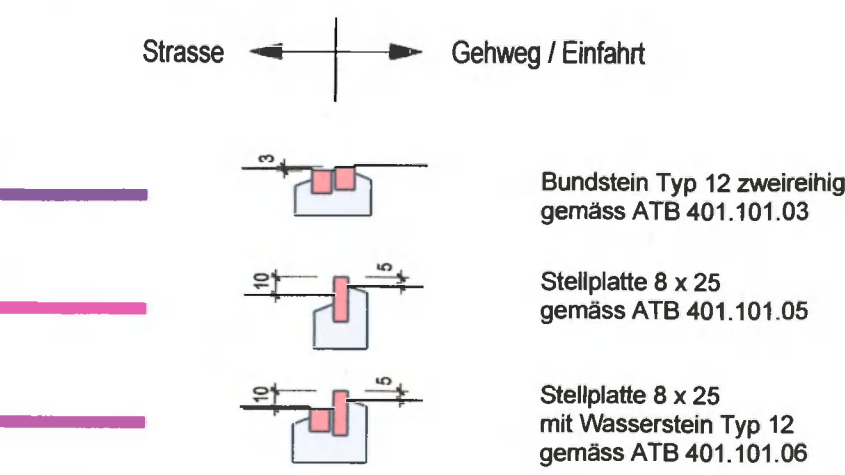 Strasse
Gehweg / Einfahrt
3
Bundstein Typ 12 zweireihig
gemäss ATB 401.101.03
10
5
Stellplatte 8 x 25
gemäss ATB 401.101.05
10
5
Stellplatte 8 x 25
mit Wasserstein Typ 12
gemäss ATB 401.101.06